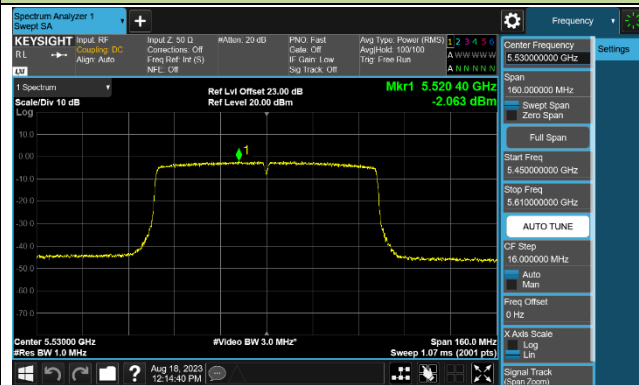 Spectrum Analyzer 1
Swept SA
Frequency
KEYSIGHT
Input: RF
Input Z: 50 Ω
#Atten: 20 dB
PNO: Fast
Avg Type: Power (RMS)
1 2 3 4 5 6
RL
Coupling: DC
Corrections: Off
Gate: Off
Avg|Hold: 100/100
A W W W W W
Align: Auto
Freq Ref: Int (S)
IF Gain: Low
Trig: Free Run
NFE: Off
Sig Track: Off
A N N N N N
LXI
1 Spectrum
Scale/Div 10 dB
Log
Ref Lvl Offset 23.00 dB
Ref Level 20.00 dBm
Mkr1 5.520 40 GHz
-2.063 dBm
10.0
0.00
-10.0
-20.0
-30.0
-40.0
-50.0
-60.0
-70.0
1
Center 5.53000 GHz
#Res BW 1.0 MHz
#Video BW 3.0 MHz*
Span 160.0 MHz
Sweep 1.07 ms (2001 pts)
Aug 18, 2023
12:14:40 PM
Center Frequency
5.530000000 GHz
Settings
Span
160.000000 MHz
Swept Span
Zero Span
Full Span
Start Freq
5.450000000 GHz
Stop Freq
5.610000000 GHz
AUTO TUNE
CF Step
16.000000 MHz
Auto
Man
Freq Offset
0 Hz
X Axis Scale
Log
Lin
Signal Track
(Span Zoom)